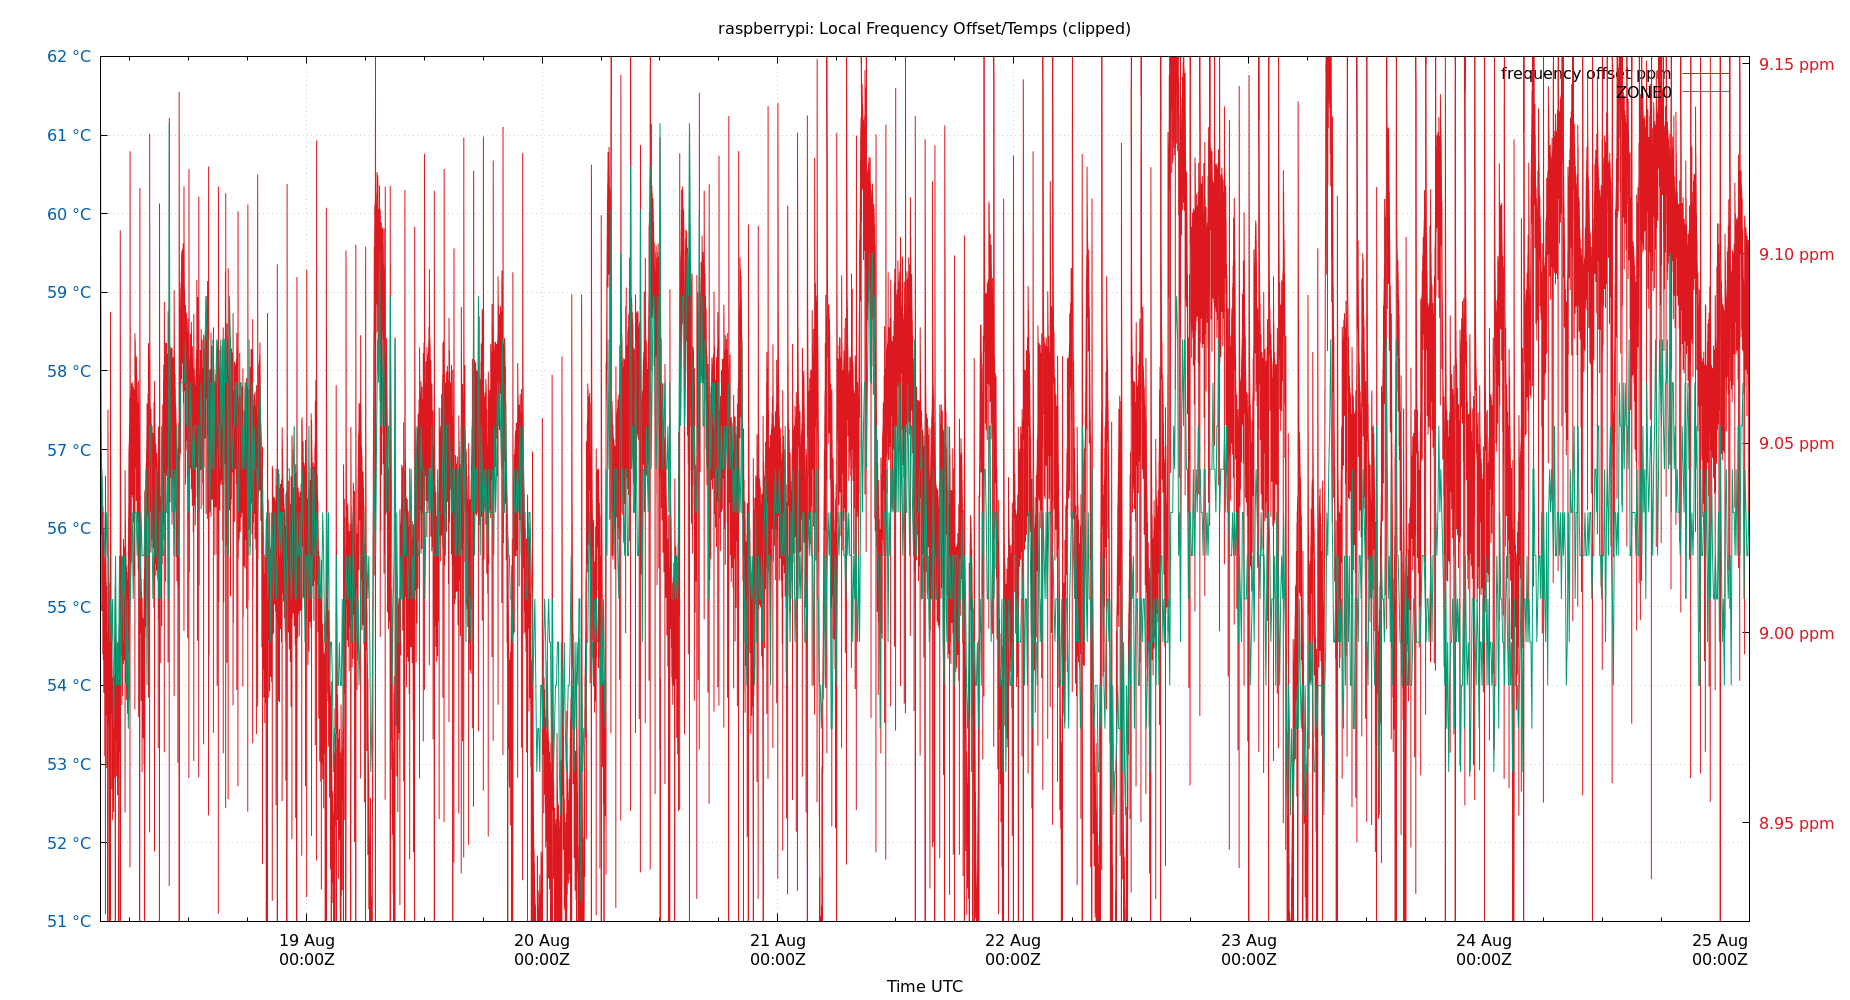 raspberrypi: Local Frequency Offset/Temps (clipped)
62 °C
61 °C
60 °C
59 °C
58 °C
57 °C
56 °C
55 °C
54 °C
53 °C
52 °C
51 °C
frequency offset ppm
ZONE0
9.15 ppm
9.10 ppm
9.05 ppm
9.00 ppm
8.95 ppm
19 Aug
00:00Z
20 Aug
00:00Z
21 Aug
00:00Z
22 Aug
00:00Z
23 Aug
00:00Z
24 Aug
00:00Z
25 Aug
00:00Z
Time UTC